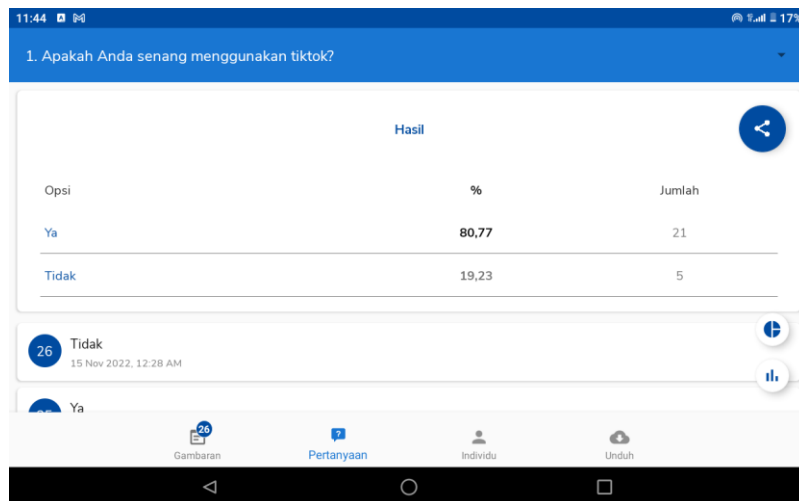 11:44
17%
1. Apakah Anda senang menggunakan tiktok?
Hasil
Opsi % Jumlah
Ya 80,77 21
Tidak 19,23 5
26 Tidak
15 Nov 2022, 12:28 AM
Ya
26
Gambaran Pertanyaan Individu Unduh